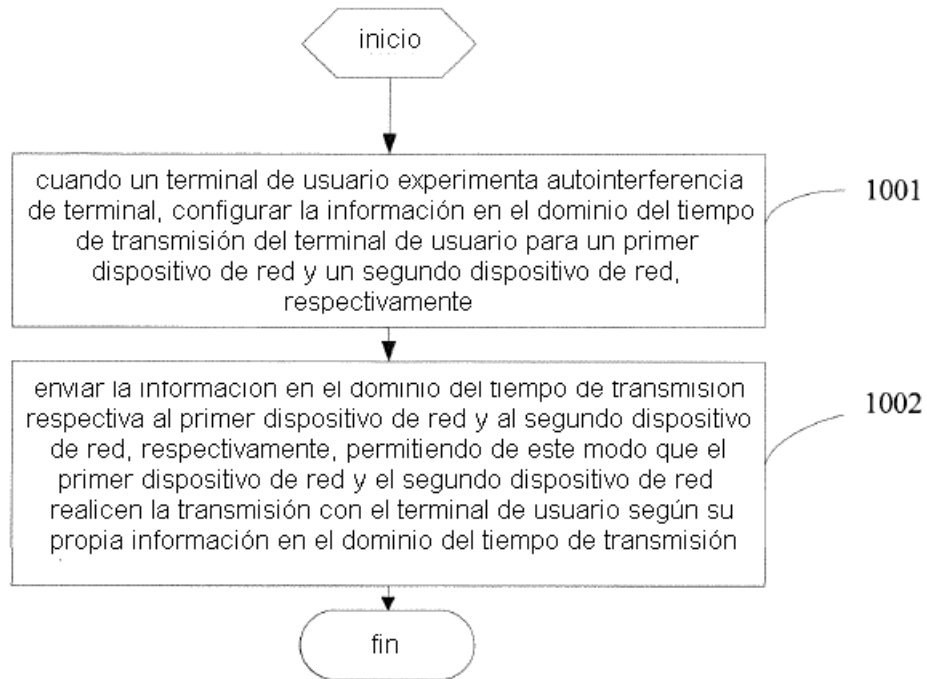 inicio
cuando un terminal de usuario experimenta autointerferencia
de terminal, configurar la información en el dominio del tiempo
de transmisión del terminal de usuario para un primer
dispositivo de red y un segundo dispositivo de red,
respectivamente
1001
enviar la información en el dominio del tiempo de transmisión
respectiva al primer dispositivo de red y al segundo dispositivo
de red, respectivamente, permitiendo de este modo que el
primer dispositivo de red y el segundo dispositivo de red
realicen la transmisión con el terminal de usuario según su
propia información en el dominio del tiempo de transmisión
1002
fin